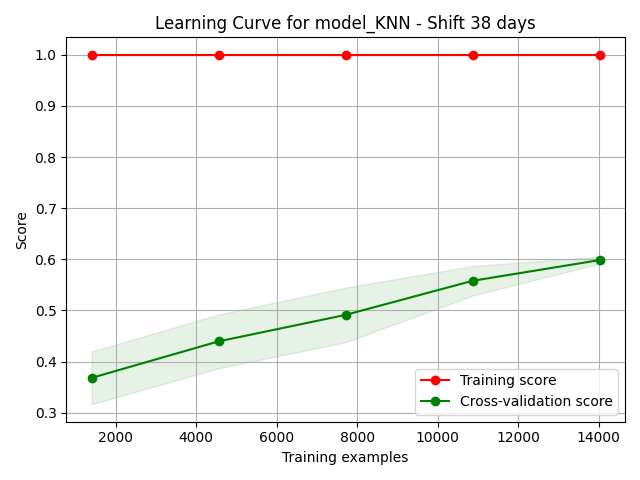 Learning Curve for model_KNN - Shift 38 days
1.0
0.9
0.8
0.7
0.6
0.5
0.4
0.3
Score
2000 4000 6000 8000 10000 12000 14000
Training examples
Training score
Cross-validation score